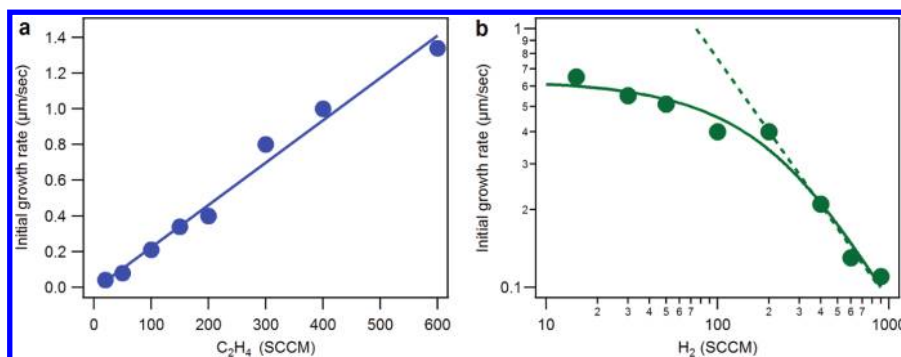 a
Initial growth rate (μm/sec)
1.4
1.2
1.0
0.8
0.6
0.4
0.2
0.0
0 100 200 300 400 500 600
C₂H₄ (SCCM)
b
Initial growth rate (μm/sec)
1
9
8
7
6
5
4
3
2
0.1
10 2 3 4 5 6 7 100 2 3 4 5 6 7 1000
H₂ (SCCM)